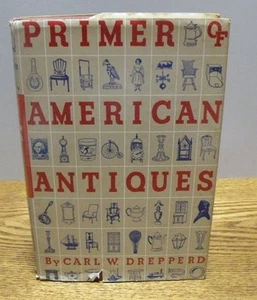 PRIMER OF
AMERICAN
ANTIQUES
BY CARL W. DREPPERD